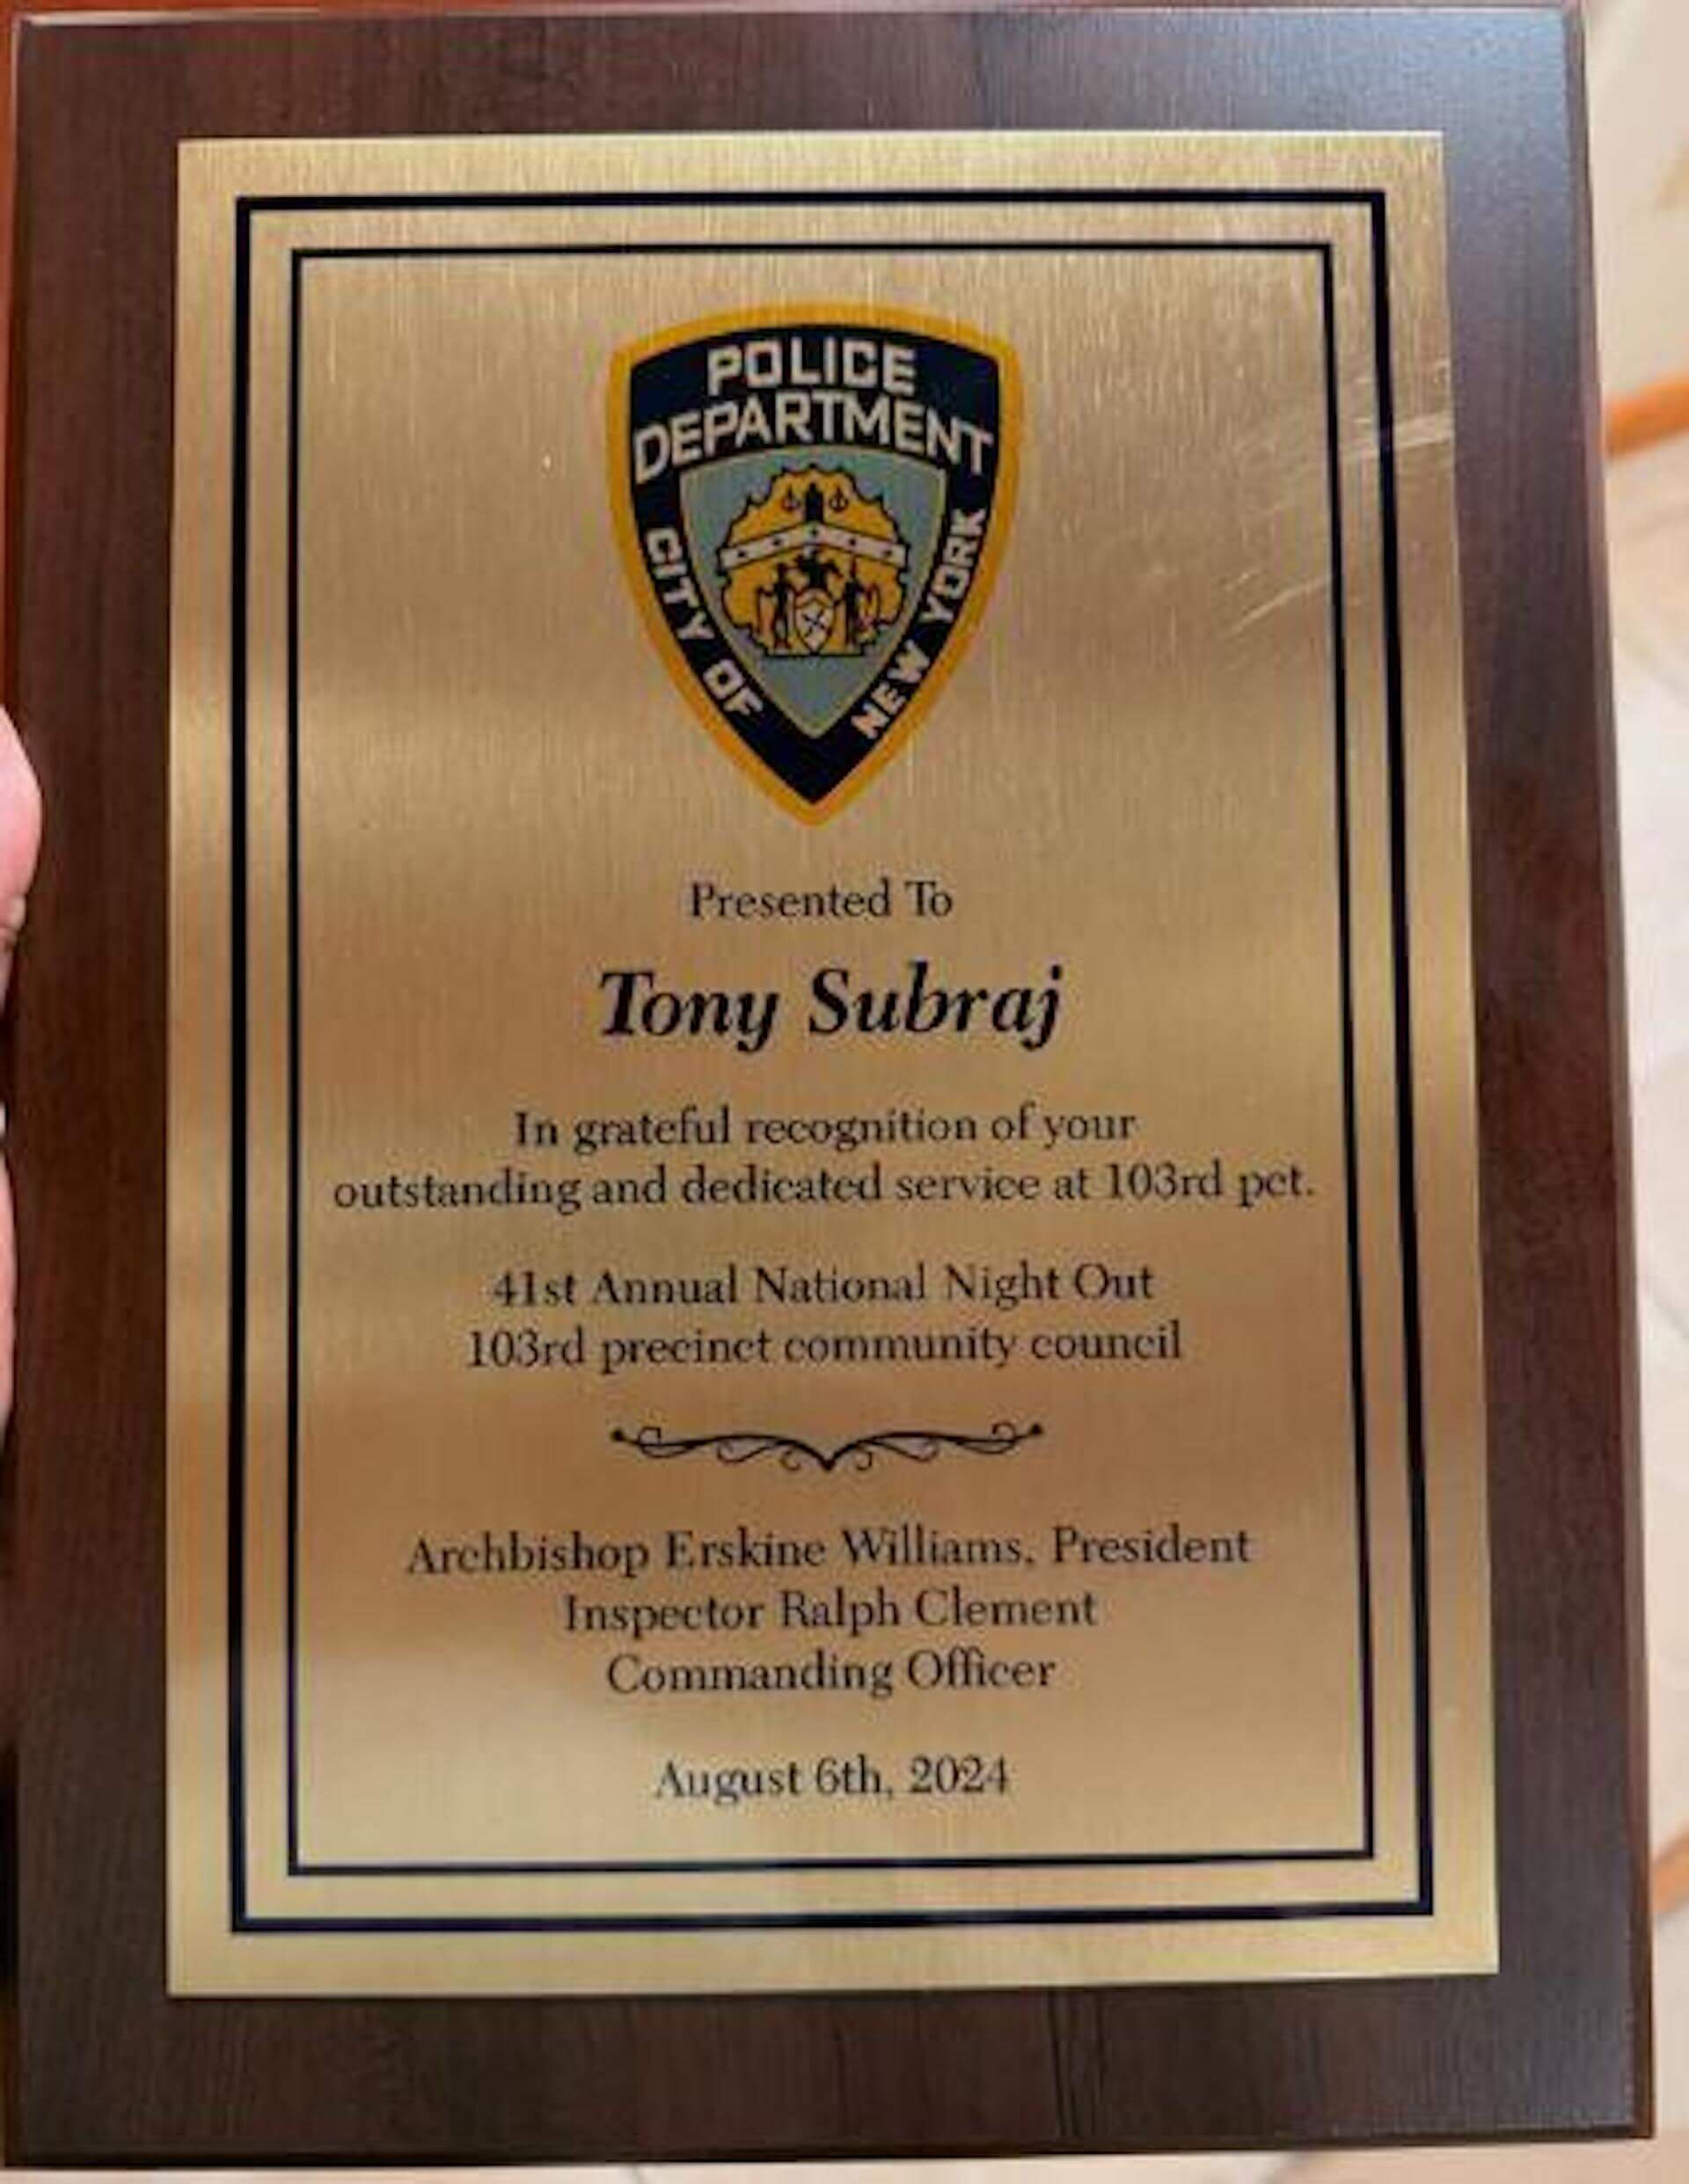 POLICE
DEPARTMENT
CITY OF
NEW YORK
Presented To
Tony Subraj
In grateful recognition of your
outstanding and dedicated service at 103rd pct.
41st Annual National Night Out
103rd precinct community council
Archbishop Erskine Williams, President
Inspector Ralph Clement
Commanding Officer
August 6th, 2024